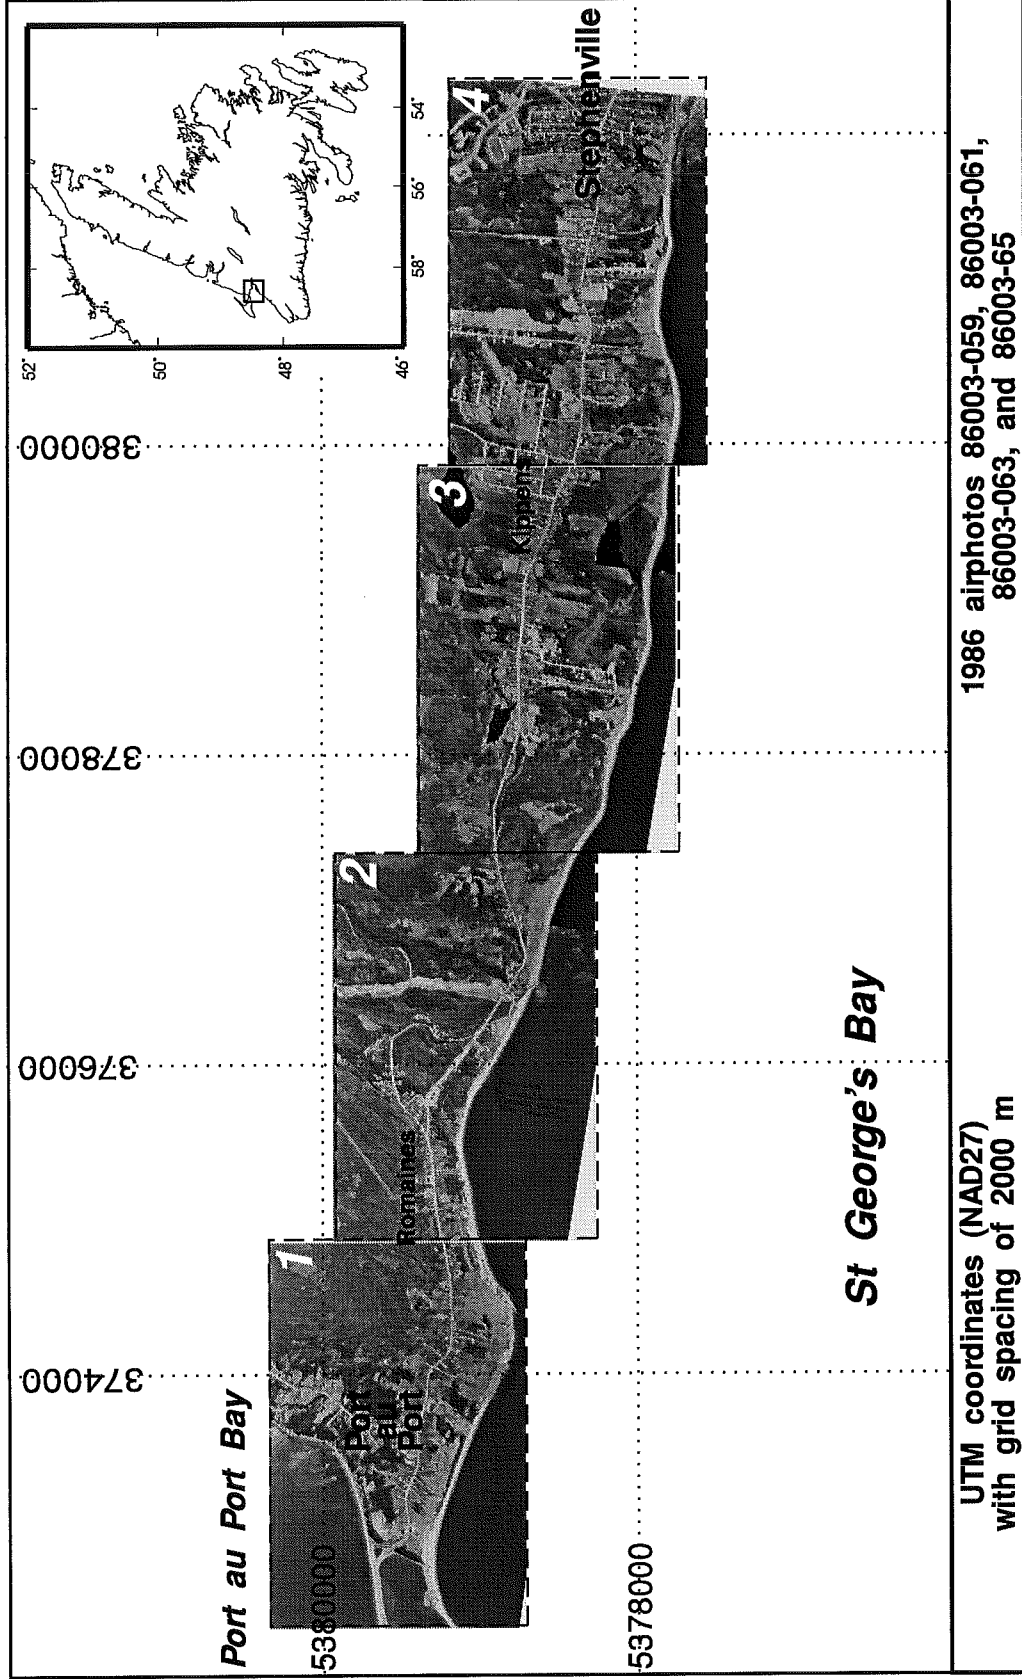 52°
50°
48°
46°
58°
56°
54°
374000
376000
378000
380000
Port au Port Bay
5380000
5378000
1
2
3
4
Port
au
Port
Romaines
Kippens
Stephenville
St George's Bay
UTM coordinates (NAD27)
with grid spacing of 2000 m
1986 airphotos 86003-059, 86003-061,
86003-063, and 86003-65